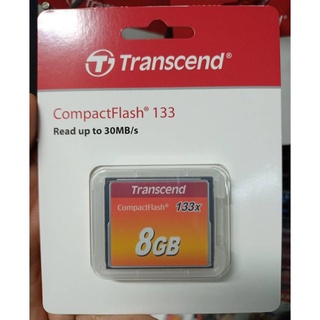 Transcend®
CompactFlash® 133
Read up to 30MB/s
Transcend
CompactFlash® 133x
8GB